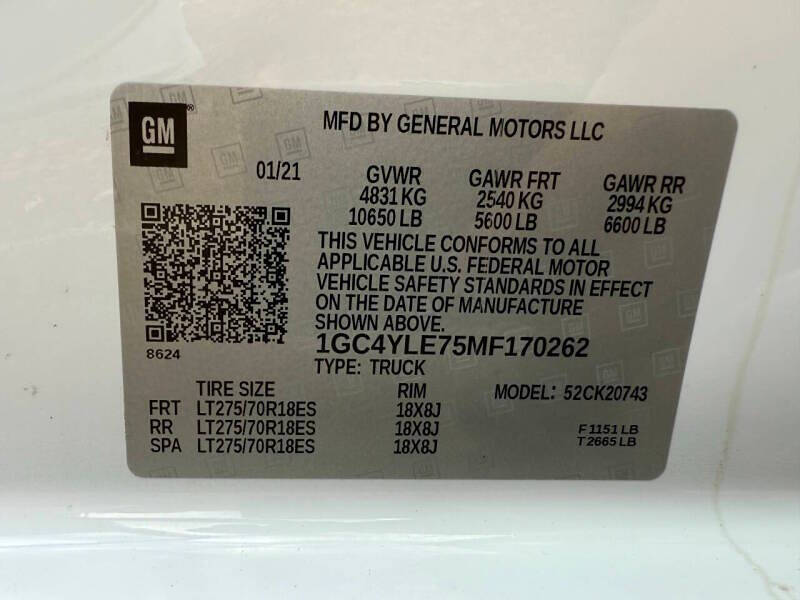 GM®
MFD BY GENERAL MOTORS LLC
01/21 GVWR GAWR FRT GAWR RR
4831 KG 2540 KG 2994 KG
10650 LB 5600 LB 6600 LB
THIS VEHICLE CONFORMS TO ALL
APPLICABLE U.S. FEDERAL MOTOR
VEHICLE SAFETY STANDARDS IN EFFECT
ON THE DATE OF MANUFACTURE
SHOWN ABOVE.
8624
1GC4YLE75MF170262
TYPE: TRUCK
TIRE SIZE RIM MODEL: 52CK20743
FRT LT275/70R18ES 18X8J
RR LT275/70R18ES 18X8J F1151 LB
SPA LT275/70R18ES 18X8J T2665 LB